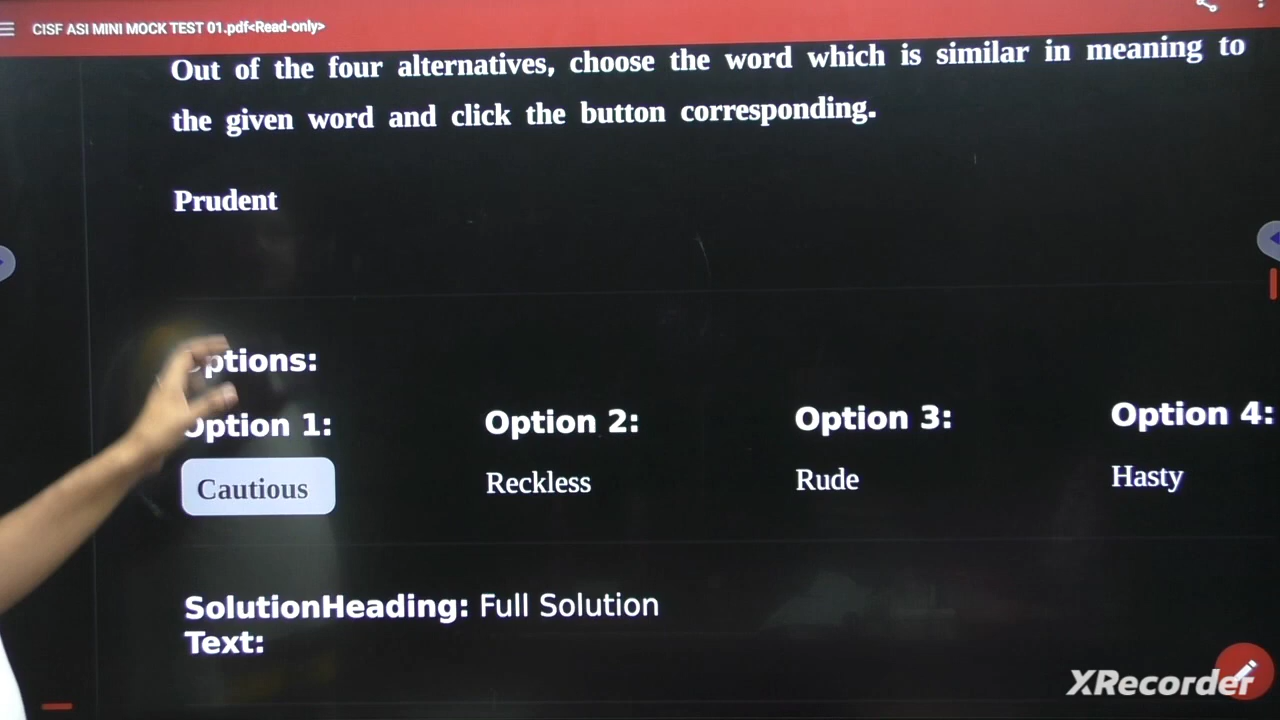 CISF ASI MINI MOCK TEST 01.pdf<Read-only>
Out of the four alternatives, choose the word which is similar in meaning to
the given word and click the button corresponding.
Prudent
Options:
Option 1: Option 2: Option 3: Option 4:
Cautious Reckless Rude Hasty
SolutionHeading: Full Solution
Text:
XRecorder